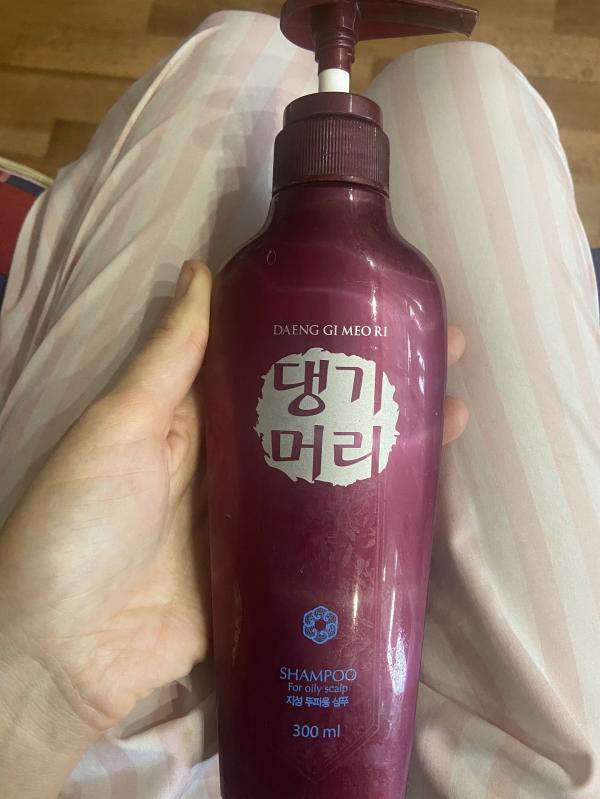 DAENG GI MEO RI
댕기
머리
SHAMPOO
For oily scalp
지성 두피용 샴푸
300 ml